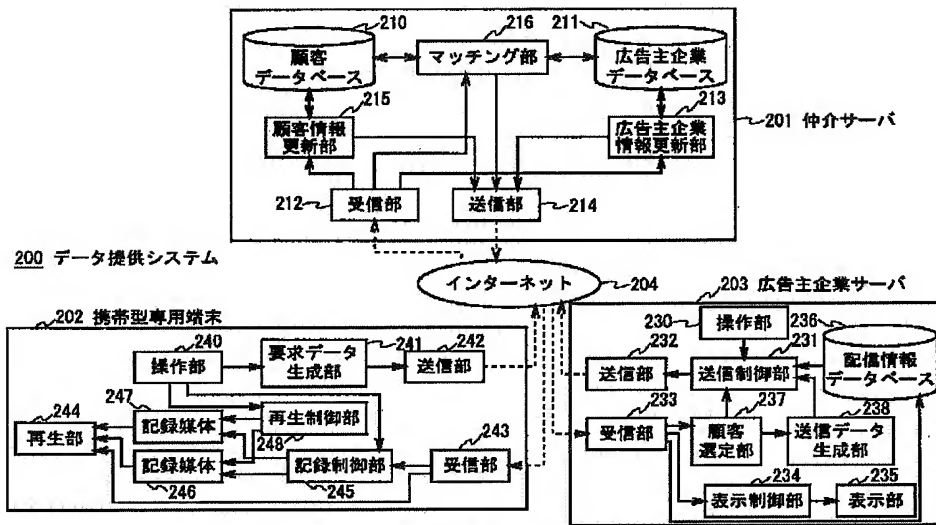 210
216
211
顧客
データベース
マッチング部
広告主企業
データベース
215
213
顧客情報
更新部
広告主企業
情報更新部
201 仲介サーバ
212
受信部
送信部
214
200 データ提供システム
インターネット
204
202 携帯型専用端末
240
操作部
241
要求データ
生成部
242
送信部
247
244
再生部
記録媒体
再生制御部
248
243
記録媒体
246
記録制御部
245
受信部
203 広告主企業サーバ
230
操作部
236
232
送信部
231
送信制御部
配信情報
データベース
233
受信部
237
顧客
選定部
238
送信データ
生成部
234
表示制御部
235
表示部